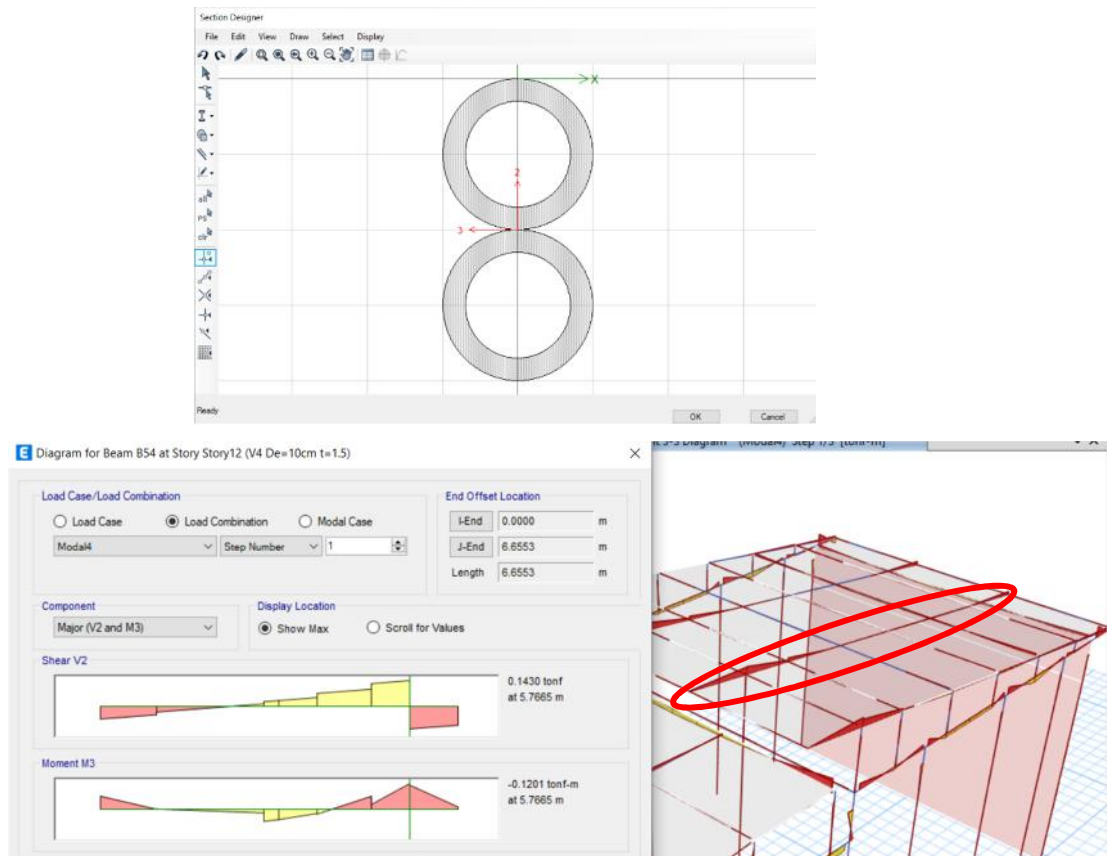 Section Designer
File Edit View Draw Select Display
X
2
3
Ready
OK Cancel
Diagram for Beam B54 at Story Story12 (V4 De=10cm t=1.5)
Load Case/Load Combination
Load Case Load Combination Modal Case
Modal4 Step Number 1
End Offset Location
I-End 0.0000 m
J-End 6.6553 m
Length 6.6553 m
Component
Major (V2 and M3)
Display Location
Show Max Scroll for Values
Shear V2
0.1430 tonf
at 5.7665 m
Moment M3
-0.1201 tonf-m
at 5.7665 m
3-3 Diagram (Modal4) Step 1/3 [tonf-m]